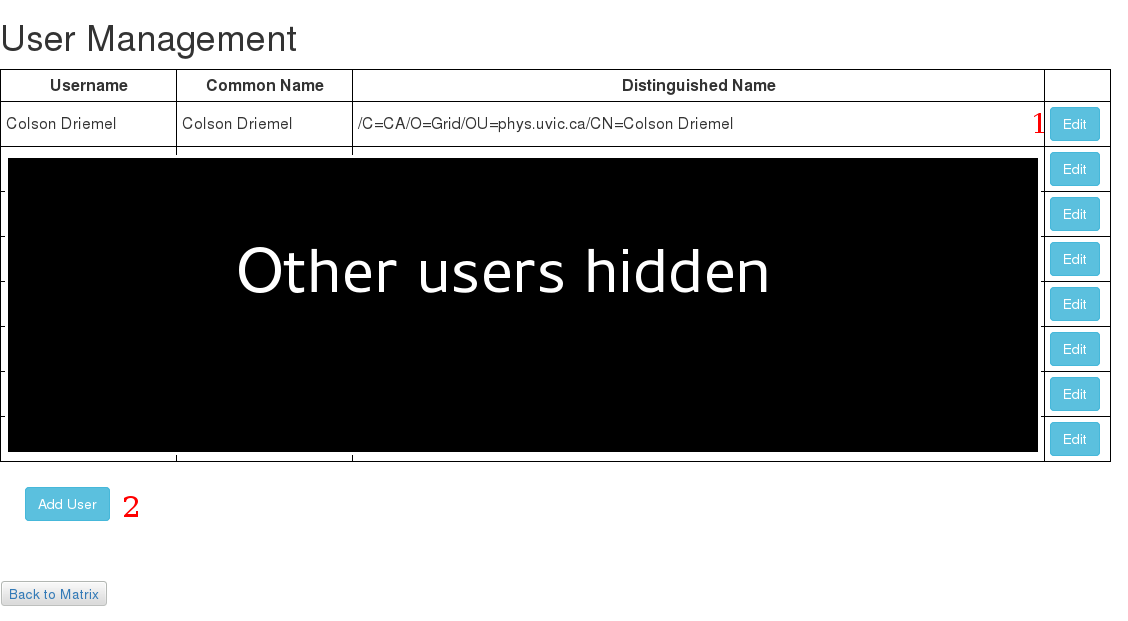 User Management
Username Common Name Distinguished Name
Colson Driemel Colson Driemel /C=CA/O=Grid/OU=phys.uvic.ca/CN=Colson Driemel 1 Edit
Edit
Edit
Other users hidden Edit
Edit
Edit
Edit
Edit
Add User 2
Back to Matrix